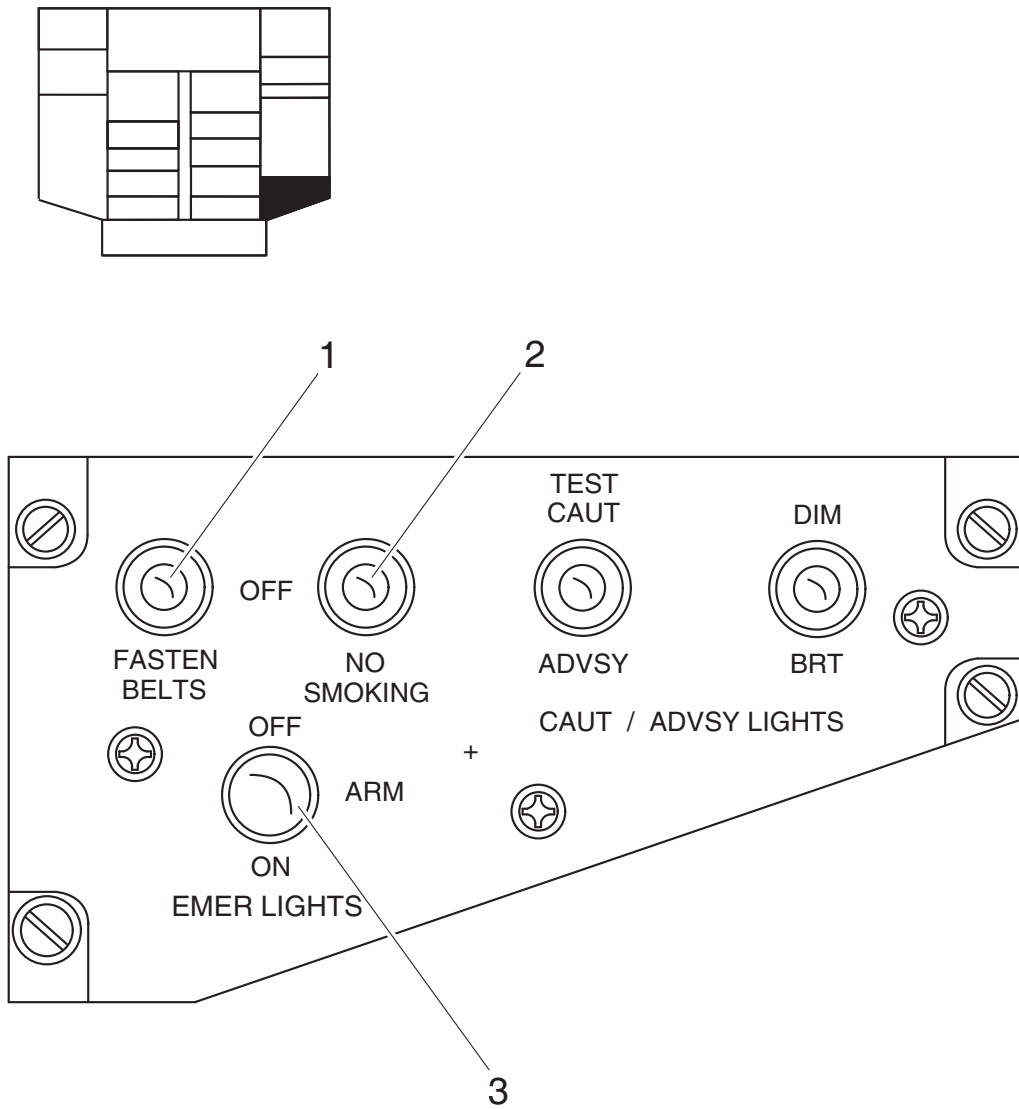 1
2
TEST
CAUT
DIM
OFF
FASTEN
BELTS
NO
SMOKING
ADVSY
BRT
CAUT / ADVSY LIGHTS
OFF
+
ARM
ON
EMER LIGHTS
3